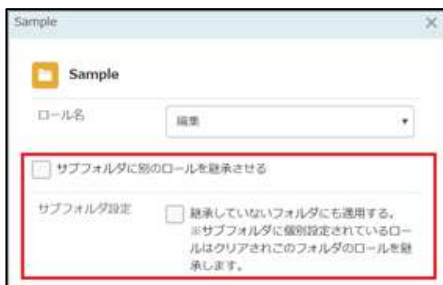 Sample
Sample
ロール名
編集
サブフォルダに別のロールを継承させる
サブフォルダ設定
継承していないフォルダにも適用する。
※サブフォルダに個別設定されているロー
ルはクリアされこのフォルダのロールを継
承します。